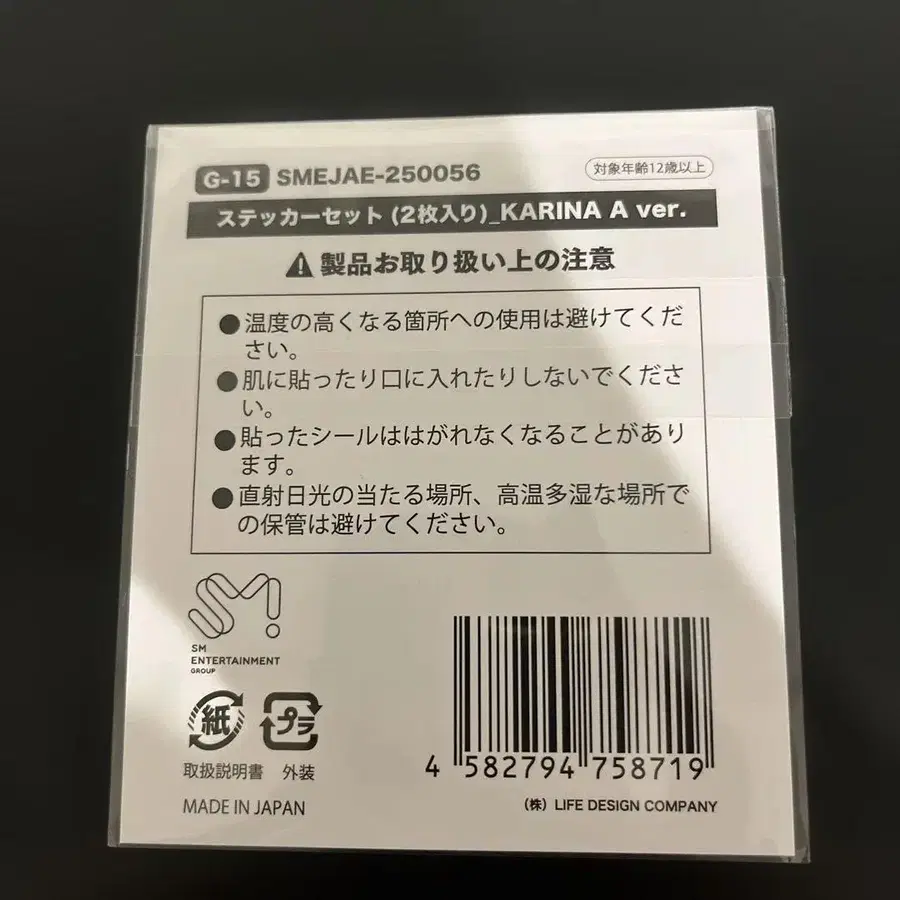 G-15 SMEJAE-250056
対象年齢12歳以上
ステッカーセット (2枚入り)_KARINA A ver.
製品お取り扱い上の注意
●温度の高くなる箇所への使用は避けてくだ
さい。
●肌に貼ったり口に入れたりしないでくださ
い。
●貼ったシールははがれなくなることがあり
ます。
●直射日光の当たる場所、高温多湿な場所で
の保管は避けてください。
SM
ENTERTAINMENT
GROUP
紙 プラ
取扱説明書 外装
MADE IN JAPAN
4 582794 758719
(株) LIFE DESIGN COMPANY